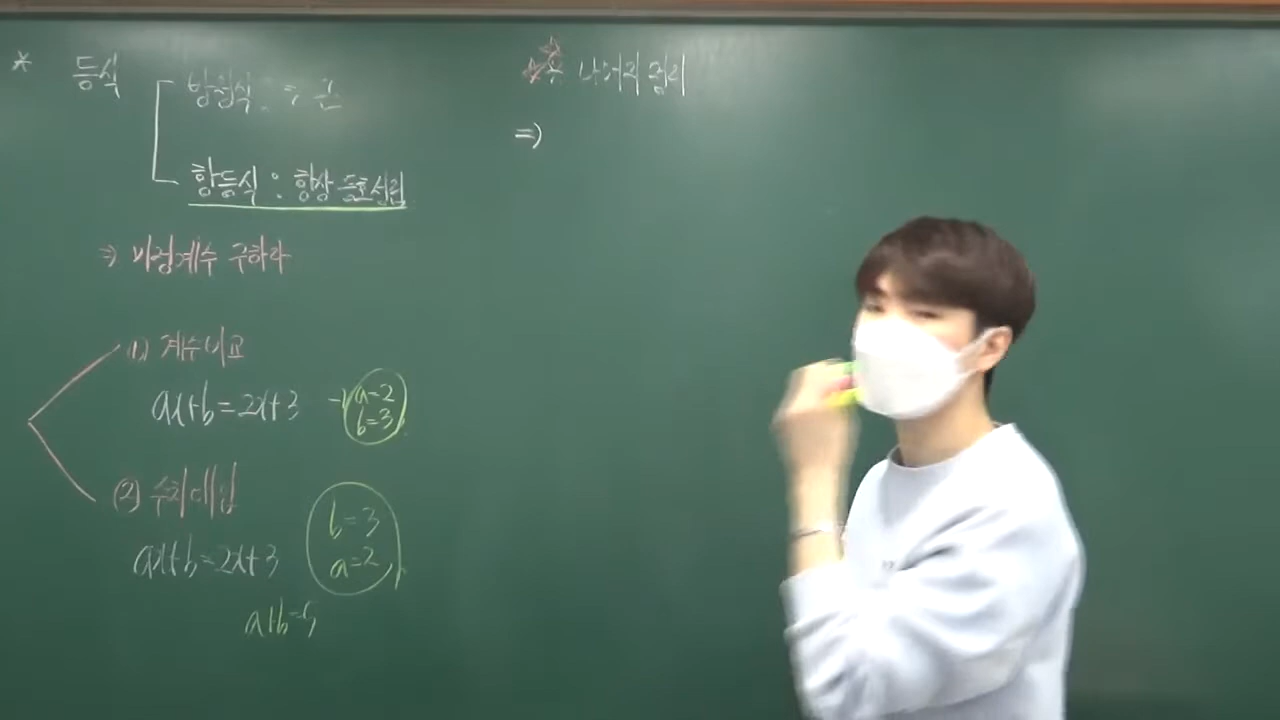 * 등식
방정식 : ⇒ 근
항등식 : 항상 등호성립
⇒ 미정계수 구하라
(1) 계수비교
ax+b=2x+3 → a=2
b=3
(2) 수치대입
ax+b=2x+3
b=3
a=2
a+b=5
** 나머지 정리
⇒)